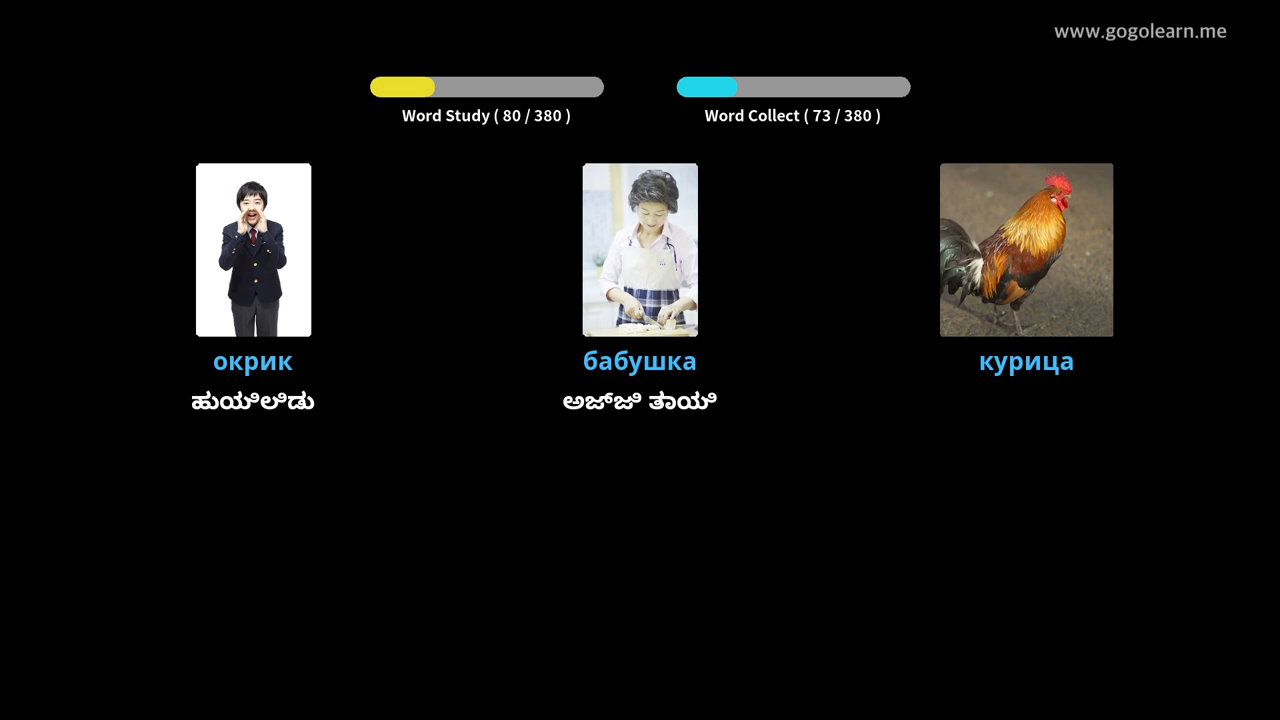 www.gogolearn.me
Word Study ( 80 / 380 )
Word Collect ( 73 / 380 )
окрик
бабушка
курица
ಹುಯಿಲಿಡು
ಅಜ್ಜಿ ತಾಯಿ